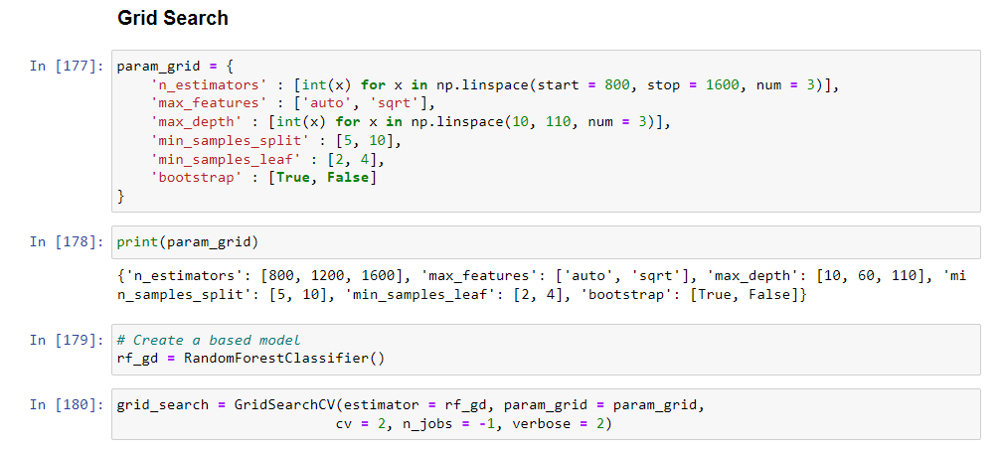 Grid Search
In [177]: param_grid = {
    'n_estimators' : [int(x) for x in np.linspace(start = 800, stop = 1600, num = 3)],
    'max_features' : ['auto', 'sqrt'],
    'max_depth' : [int(x) for x in np.linspace(10, 110, num = 3)],
    'min_samples_split' : [5, 10],
    'min_samples_leaf' : [2, 4],
    'bootstrap' : [True, False]
}
In [178]: print(param_grid)
{'n_estimators': [800, 1200, 1600], 'max_features': ['auto', 'sqrt'], 'max_depth': [10, 60, 110], 'mi
n_samples_split': [5, 10], 'min_samples_leaf': [2, 4], 'bootstrap': [True, False]}
In [179]: # Create a based model
rf_gd = RandomForestClassifier()
In [180]: grid_search = GridSearchCV(estimator = rf_gd, param_grid = param_grid,
                          cv = 2, n_jobs = -1, verbose = 2)